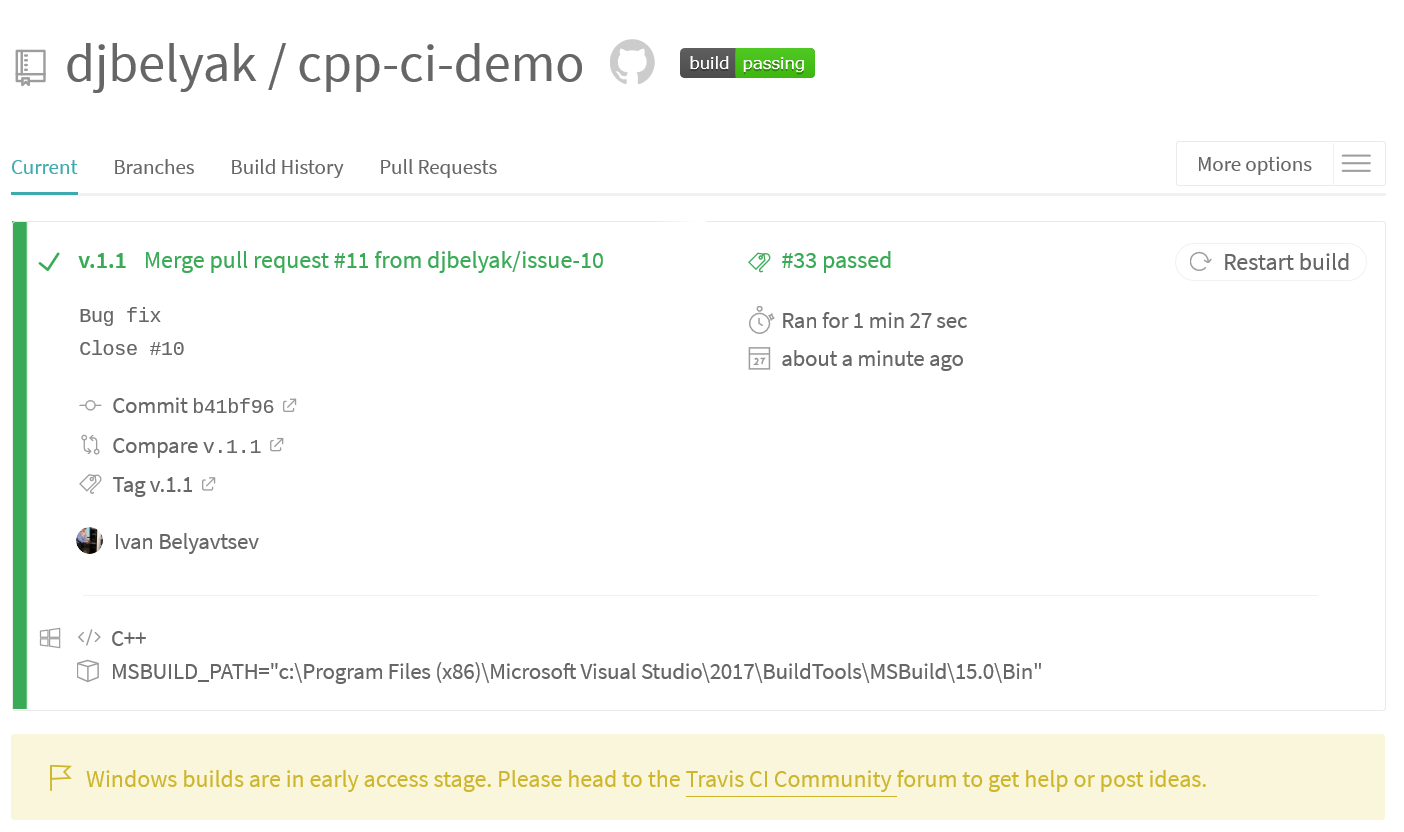 djbelyak / cpp-ci-demo build passing
Current Branches Build History Pull Requests More options
v.1.1 Merge pull request #11 from djbelyak/issue-10 #33 passed Restart build
Bug fix
Close #10
Ran for 1 min 27 sec
27 about a minute ago
Commit b41bf96
Compare v.1.1
Tag v.1.1
Ivan Belyavtsev
</> C++
MSBUILD_PATH="c:\Program Files (x86)\Microsoft Visual Studio\2017\BuildTools\MSBuild\15.0\Bin"
Windows builds are in early access stage. Please head to the Travis CI Community forum to get help or post ideas.